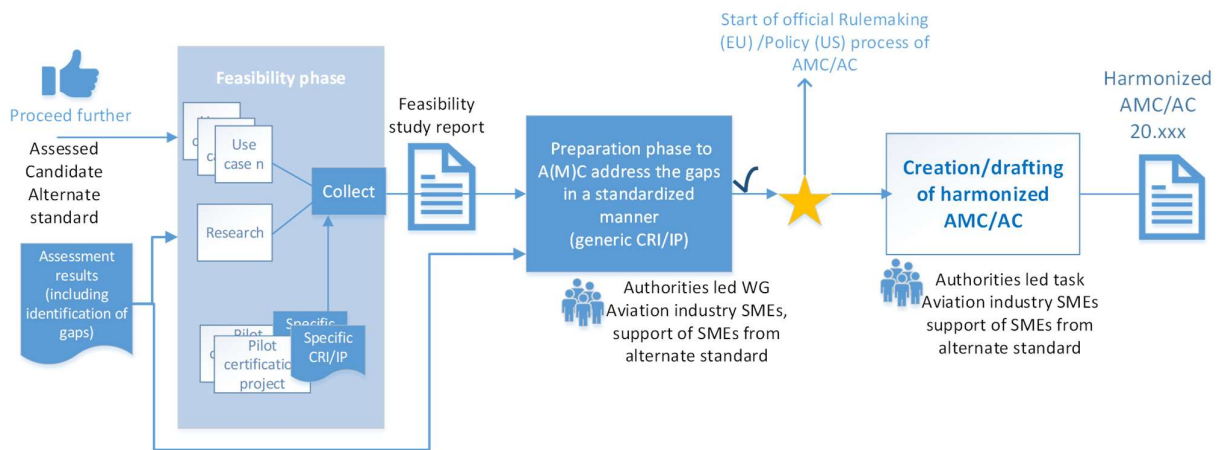 Proceed further
Assessed
Candidate
Alternate
standard
Assessment
results
(including
identification of
gaps)
Feasibility phase
Use
case n
Research
Collect
Specific
Specific
CRI/IP
Pilot
Pilot
certification
project
Feasibility
study report
Preparation phase to
A(M)C address the gaps
in a standardized
manner
(generic CRI/IP)
Authorities led WG
Aviation industry SMEs,
support of SMEs from
alternate standard
Start of official Rulemaking
(EU) /Policy (US) process of
AMC/AC
Creation/drafting
of harmonized
AMC/AC
Authorities led task
Aviation industry SMEs
support of SMEs from
alternate standard
Harmonized
AMC/AC
20.xxx